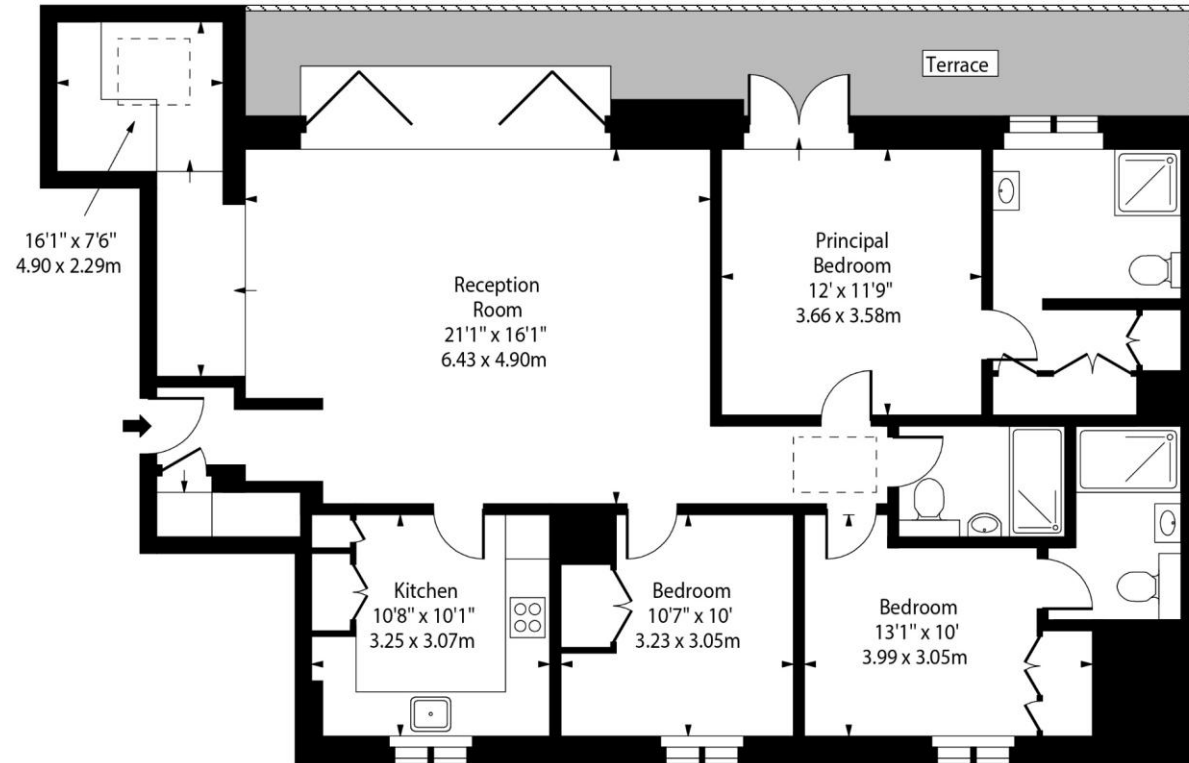 Terrace
16'1" x 7'6"
4.90 x 2.29m
Reception
Room
21'1" x 16'1"
6.43 x 4.90m
Principal
Bedroom
12' x 11'9"
3.66 x 3.58m
Kitchen
10'8" x 10'1"
3.25 x 3.07m
Bedroom
10'7" x 10'
3.23 x 3.05m
Bedroom
13'1" x 10'
3.99 x 3.05m